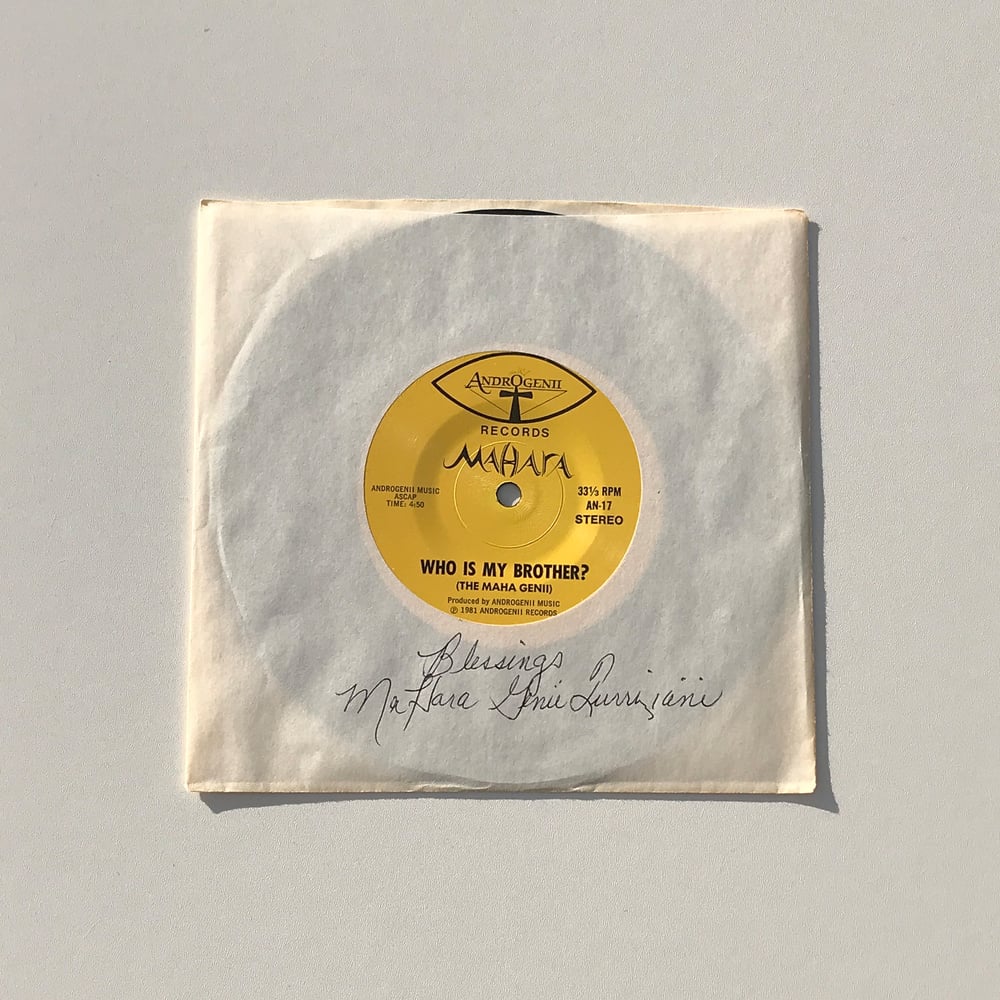 ANDROGENII
RECORDS
MAHARA
ANDROGENII MUSIC
ASCAP
TIME: 4:50
33⅓ RPM
AN-17
STEREO
WHO IS MY BROTHER?
(THE MAHA GENII)
Produced by ANDROGENII MUSIC
℗ 1981 ANDROGENII RECORDS
Blessings
MaHara Genii